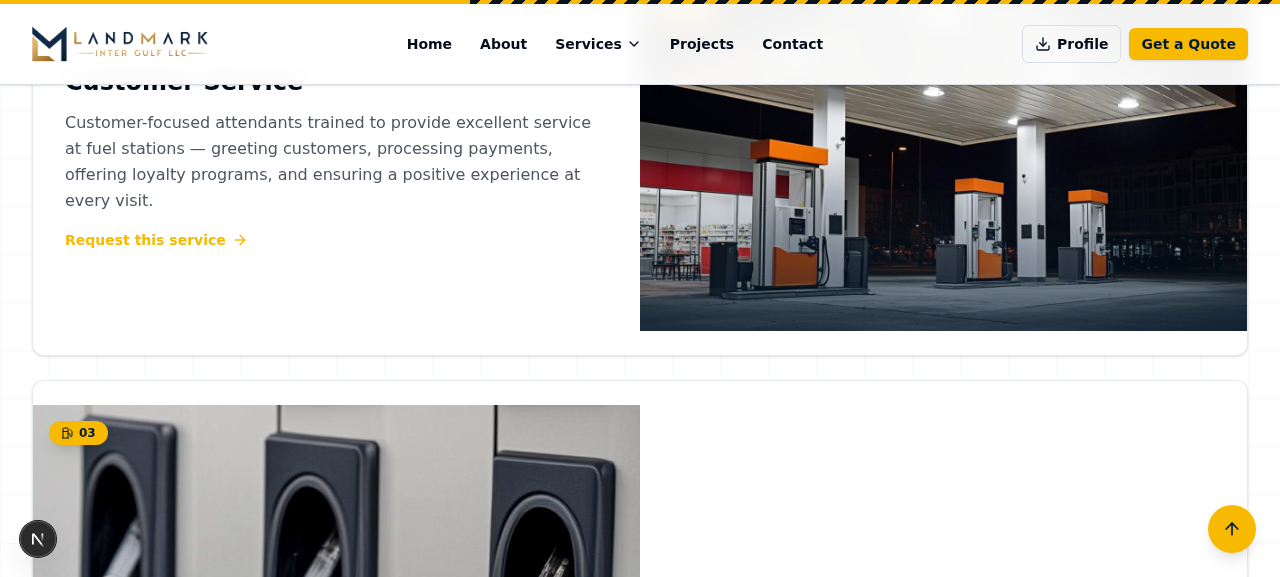 LANDMARK
INTER GULF LLC
Home
About
Services
Projects
Contact
Profile
Get a Quote
Customer Service
Customer-focused attendants trained to provide excellent service
at fuel stations — greeting customers, processing payments,
offering loyalty programs, and ensuring a positive experience at
every visit.
Request this service
03
N